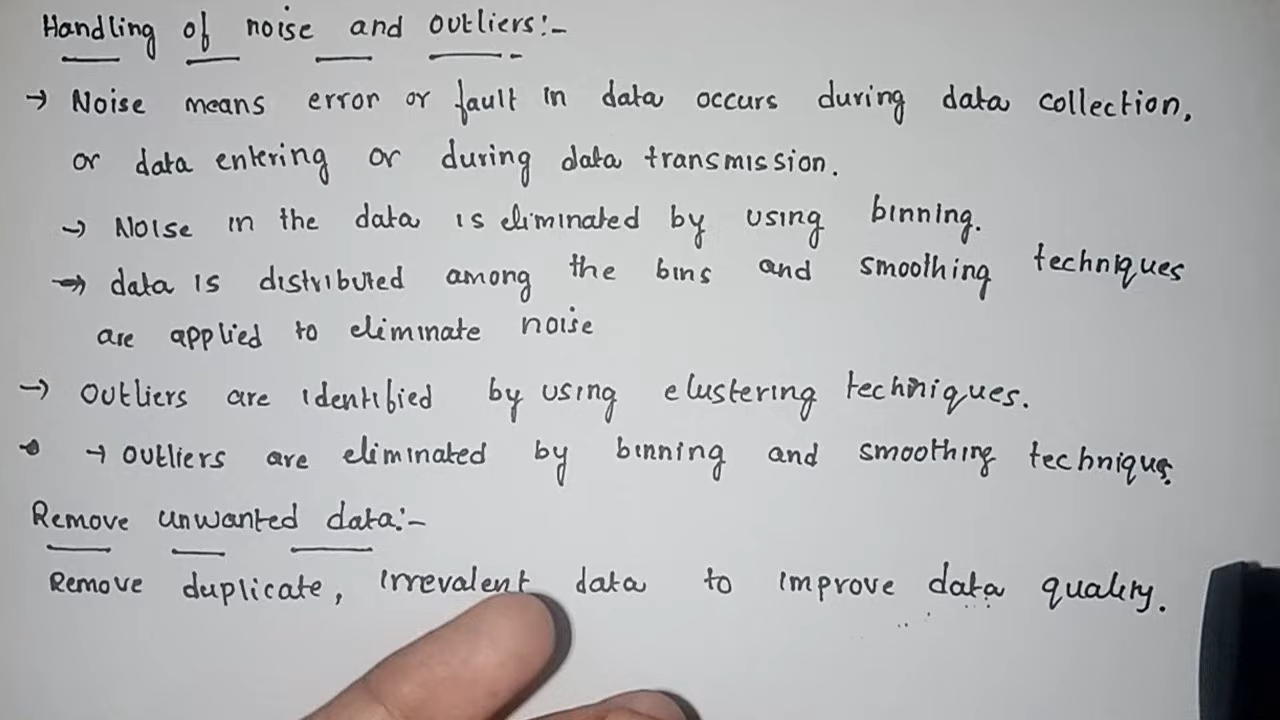 Handling of noise and outliers:-
→ Noise means error or fault in data occurs during data collection,
or data entering or during data transmission.
→ Noise in the data is eliminated by using binning.
→ data is distributed among the bins and smoothing techniques
are applied to eliminate noise
→ outliers are identified by using clustering techniques.
→ outliers are eliminated by binning and smoothing technique.
Remove unwanted data:-
Remove duplicate, irrevalent data to improve data quality.